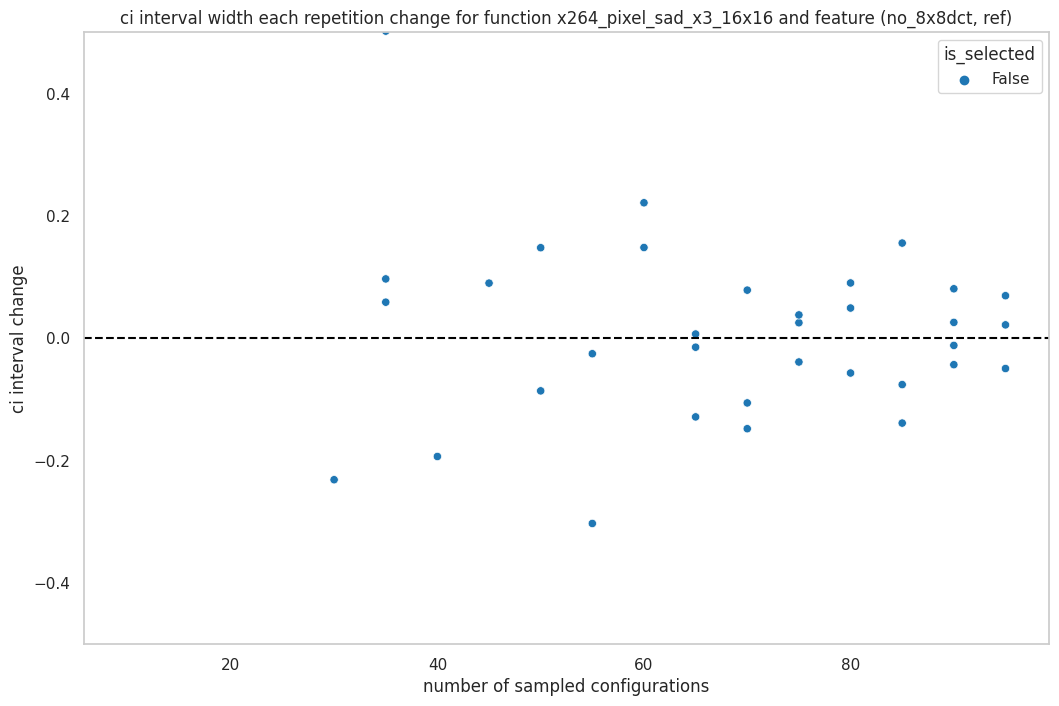 ci interval width each repetition change for function x264_pixel_sad_x3_16x16 and feature (no_8x8dct, ref)
is_selected
False
0.4
0.2
0.0
−0.2
−0.4
ci interval change
20
40
60
80
number of sampled configurations